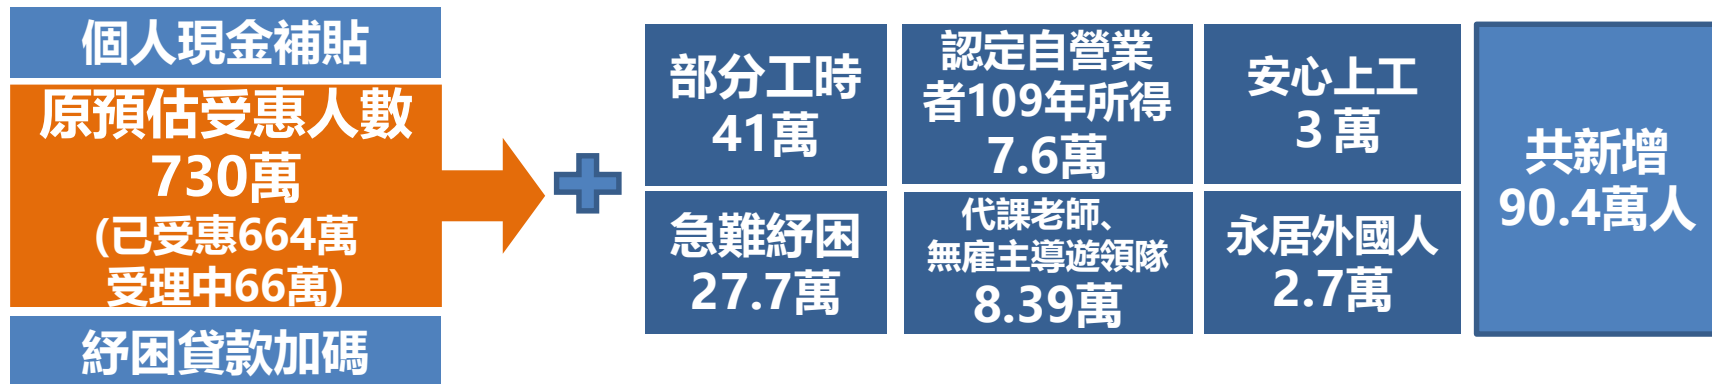 個人現金補貼
原預估受惠人數
730萬
(已受惠664萬
受理中66萬)
紓困貸款加碼
部分工時
41萬
認定自營業
者109年所得
7.6萬
安心上工
3 萬
急難紓困
27.7萬
代課老師、
無雇主導遊領隊
8.39萬
永居外國人
2.7萬
共新增
90.4萬人